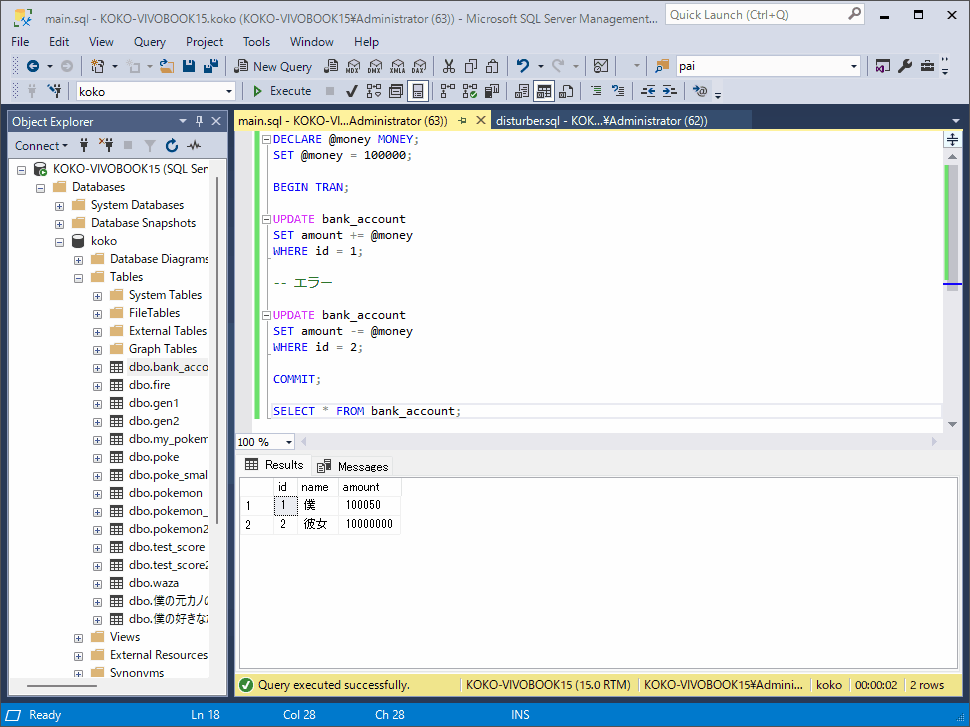 main.sql - KOKO-VIVOBOOK15.koko (KOKO-VIVOBOOK15¥Administrator (63)) - Microsoft SQL Server Management...
Quick Launch (Ctrl+Q)
File Edit View Query Project Tools Window Help
New Query MDX DMX XMLA DAX pai
koko Execute
Object Explorer
Connect
KOKO-VIVOBOOK15 (SQL Ser
Databases
System Databases
Database Snapshots
koko
Database Diagrams
Tables
System Tables
FileTables
External Tables
Graph Tables
dbo.bank_acco
dbo.fire
dbo.gen1
dbo.gen2
dbo.my_pokem
dbo.poke
dbo.poke_smal
dbo.pokemon
dbo.pokemon_
dbo.pokemon2
dbo.test_score
dbo.test_score2
dbo.waza
dbo.僕の元カノの
dbo.僕の好きな
Views
External Resources
Synonyms
main.sql - KOKO-VI...Administrator (63)) disturber.sql - KOK...¥Administrator (62))
DECLARE @money MONEY;
SET @money = 100000;
BEGIN TRAN;
UPDATE bank_account
SET amount += @money
WHERE id = 1;
-- エラー
UPDATE bank_account
SET amount -= @money
WHERE id = 2;
COMMIT;
SELECT * FROM bank_account;
100 %
Results Messages
id name amount
1 1 僕 100050
2 2 彼女 10000000
Query executed successfully. KOKO-VIVOBOOK15 (15.0 RTM) KOKO-VIVOBOOK15¥Admini... koko 00:00:02 2 rows
Ready Ln 18 Col 28 Ch 28 INS